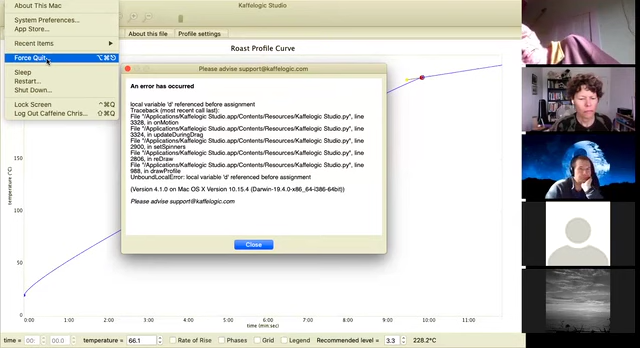 About This Mac
System Preferences...
App Store...
Recent Items
Force Quit...
Sleep
Restart...
Shut Down...
Lock Screen ^⌘Q
Log Out Caffeine Chris... ⇧⌘Q
Kaffelogic Studio
About this file
Profile settings
Roast Profile Curve
Please advise support@kaffelogic.com
An error has occurred
local variable 'd' referenced before assignment
Traceback (most recent call last):
File "/Applications/Kaffelogic Studio.app/Contents/Resources/Kaffelogic Studio.py", line
3328, in onMotion
File "/Applications/Kaffelogic Studio.app/Contents/Resources/Kaffelogic Studio.py", line
3324, in updateDuringDrag
File "/Applications/Kaffelogic Studio.app/Contents/Resources/Kaffelogic Studio.py", line
2900, in setSpinners
File "/Applications/Kaffelogic Studio.app/Contents/Resources/Kaffelogic Studio.py", line
2806, in reDraw
File "/Applications/Kaffelogic Studio.app/Contents/Resources/Kaffelogic Studio.py", line
988, in drawProfile
UnboundLocalError: local variable 'd' referenced before assignment
(Version 4.1.0 on Mac OS X Version 10.15.4 (Darwin-19.4.0-x86_64-i386-64bit))
Please advise support@kaffelogic.com
Close
temperature (°C)
150
100
50
0
0:00 1:00 2:00 3:00 4:00 5:00 6:00 7:00 8:00 9:00 10:00 11:00
time (min:sec)
time = 00: 00.0 temperature = 66.1 Rate of Rise Phases Grid Legend Recommended level = 3.3 228.2°C